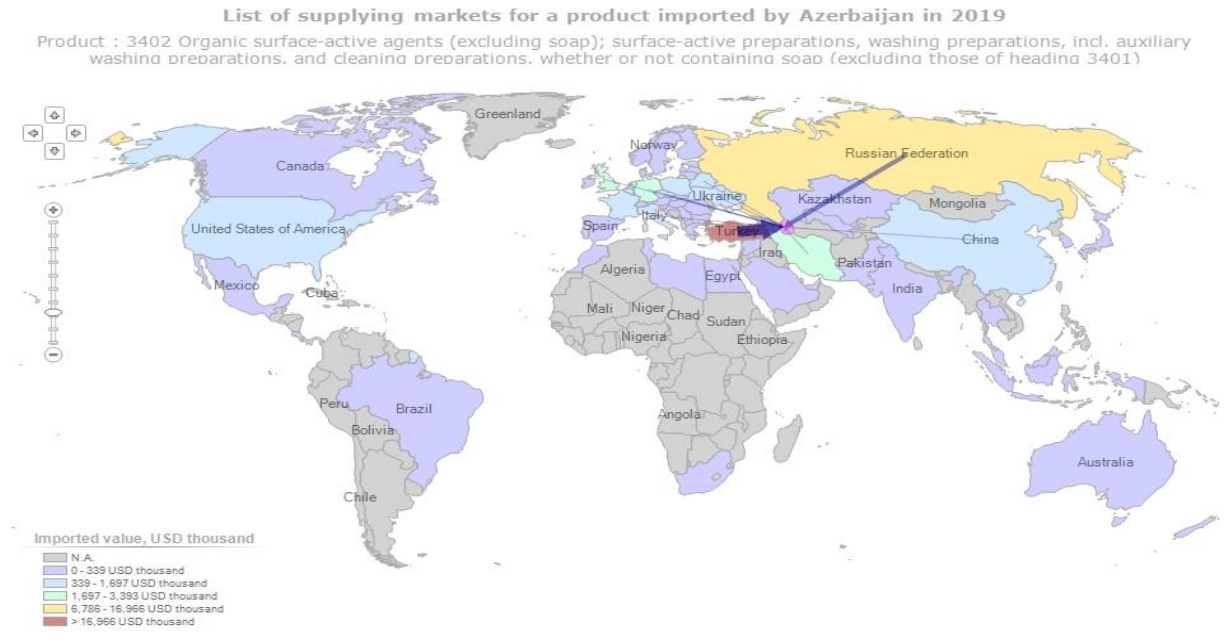 List of supplying markets for a product imported by Azerbaijan in 2019
Product : 3402 Organic surface-active agents (excluding soap); surface-active preparations, washing preparations, incl. auxiliary
washing preparations, and cleaning preparations, whether or not containing soap (excluding those of heading 3401)
Greenland
Norway
Russian Federation
Canada
Ukraine
Kazakhstan
Mongolia
United States of America
Spain
Italy
Turkey
China
Iraq
Pakistan
Algeria
Egypt
Mexico
India
Cuba
Mali
Niger
Chad
Sudan
Nigeria
Ethiopia
Peru
Brazil
Angola
Bolivia
Australia
Chile
Imported value, USD thousand
N.A.
0 - 339 USD thousand
339 - 1,697 USD thousand
1,697 - 3,393 USD thousand
6,786 - 16,966 USD thousand
> 16,966 USD thousand